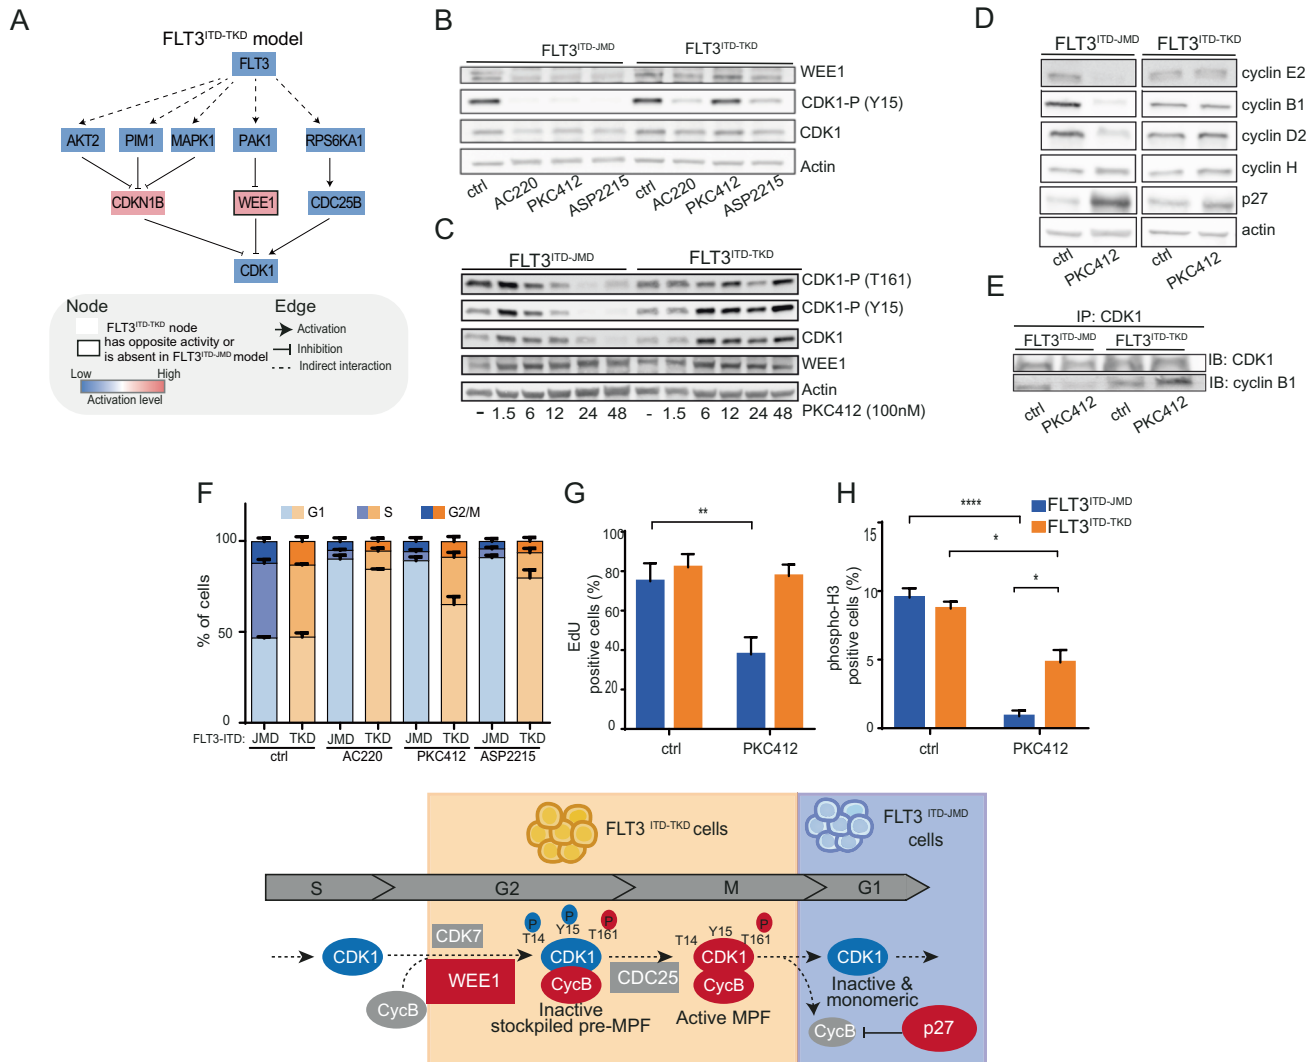 A
FLT3ITD-TKD model
FLT3
AKT2 PIM1 MAPK1 PAK1 RPS6KA1
CDKN1B WEE1 CDC25B
CDK1
Node Edge
FLT3ITD-TKD node
has opposite activity or
is absent in FLT3ITD-JMD model
Activation
Inhibition
Indirect interaction
Low High
Activation level
B
FLT3ITD-JMD FLT3ITD-TKD
WEE1
CDK1-P (Y15)
CDK1
Actin
ctrl AC220 PKC412 ASP2215 ctrl AC220 PKC412 ASP2215
C
FLT3ITD-JMD FLT3ITD-TKD
CDK1-P (T161)
CDK1-P (Y15)
CDK1
WEE1
Actin
– 1.5 6 12 24 48 - 1.5 6 12 24 48 PKC412 (100nM)
D
FLT3ITD-JMD FLT3ITD-TKD
cyclin E2
cyclin B1
cyclin D2
cyclin H
p27
actin
ctrl PKC412 ctrl PKC412
E
IP: CDK1
FLT3ITD-JMD FLT3ITD-TKD
IB: CDK1
IB: cyclin B1
ctrl PKC412 ctrl PKC412
F
G1 S G2/M
% of cells
100
50
0
FLT3-ITD: JMD TKD JMD TKD JMD TKD JMD TKD
ctrl AC220 PKC412 ASP2215
G
**
EdU
positive cells (%)
100
80
40
20
0
ctrl PKC412
H
FLT3ITD-JMD
FLT3ITD-TKD
****
*
*
phospho-H3
positive cells (%)
15
10
5
0
ctrl PKC412
FLT3 ITD-TKD cells
FLT3 ITD-JMD
cells
S G2 M G1
P P P P
T14 Y15 T161 T14 Y15 T161
CDK7
CDK1 CDK1 CDK1 CDK1
WEE1 CycB CDC25 CycB
CycB
Inactive
stockpiled pre-MPF
Active MPF
Inactive &
monomeric
CycB p27